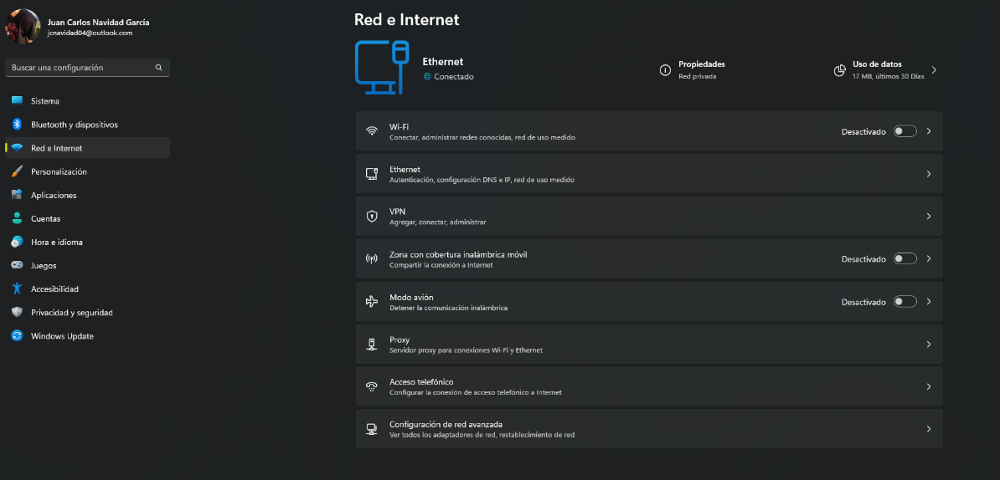 Juan Carlos Navidad García
jcnavidad04@outlook.com
Buscar una configuración
Sistema
Bluetooth y dispositivos
Red e Internet
Personalización
Aplicaciones
Cuentas
Hora e idioma
Juegos
Accesibilidad
Privacidad y seguridad
Windows Update
Red e Internet
Ethernet
Conectado
Propiedades
Red privada
Uso de datos
17 MB, últimos 30 Días
Wi-Fi
Conectar, administrar redes conocidas, red de uso medido
Desactivado
Ethernet
Autenticación, configuración DNS e IP, red de uso medido
VPN
Agregar, conectar, administrar
Zona con cobertura inalámbrica móvil
Compartir la conexión a Internet
Desactivado
Modo avión
Detener la comunicación inalámbrica
Desactivado
Proxy
Servidor proxy para conexiones Wi-Fi y Ethernet
Acceso telefónico
Configurar la conexión de acceso telefónico a Internet
Configuración de red avanzada
Ver todos los adaptadores de red, restablecimiento de red